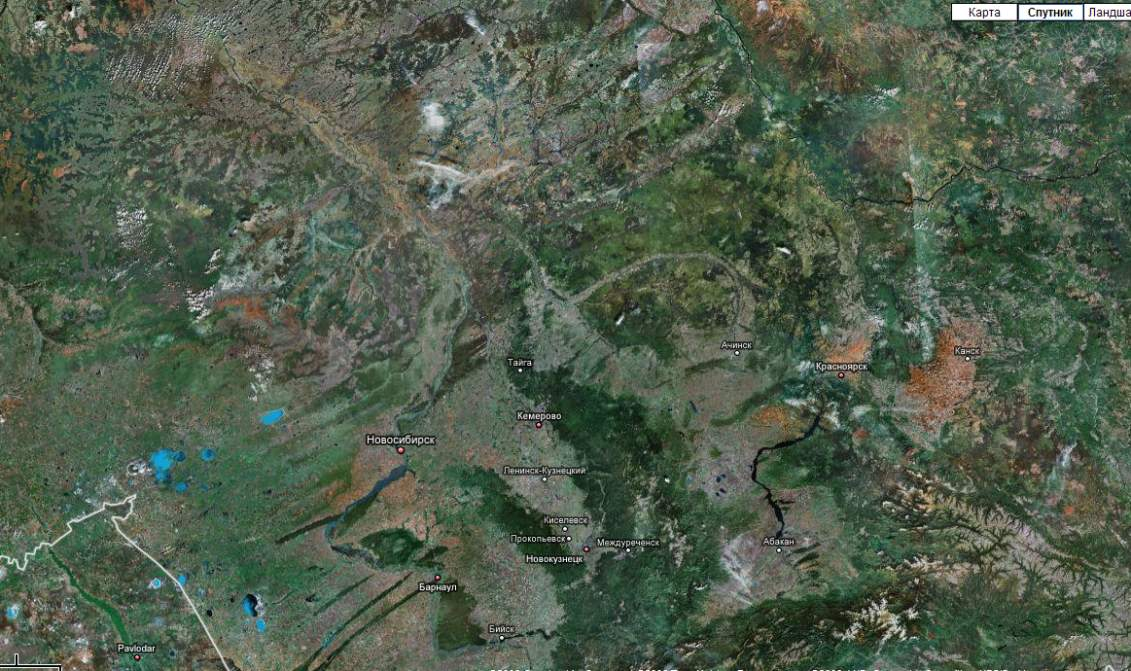 Карта Спутник Ландша
Ачинск
Канск
Тайга
Красноярск
Кемерово
Новосибирск
Ленинск-Кузнецкий
Киселевск
Прокопьевск
Междуреченск
Абакан
Новокузнецк
Барнаул
Бийск
Pavlodar